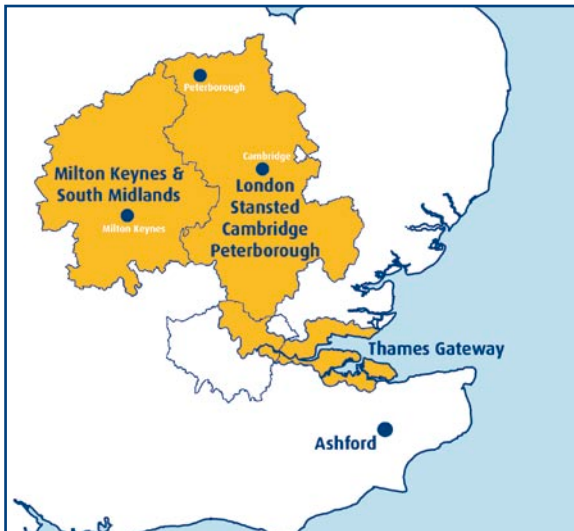 Peterborough
Cambridge
Milton Keynes &
South Midlands
Milton Keynes
London
Stansted
Cambridge
Peterborough
Thames Gateway
Ashford